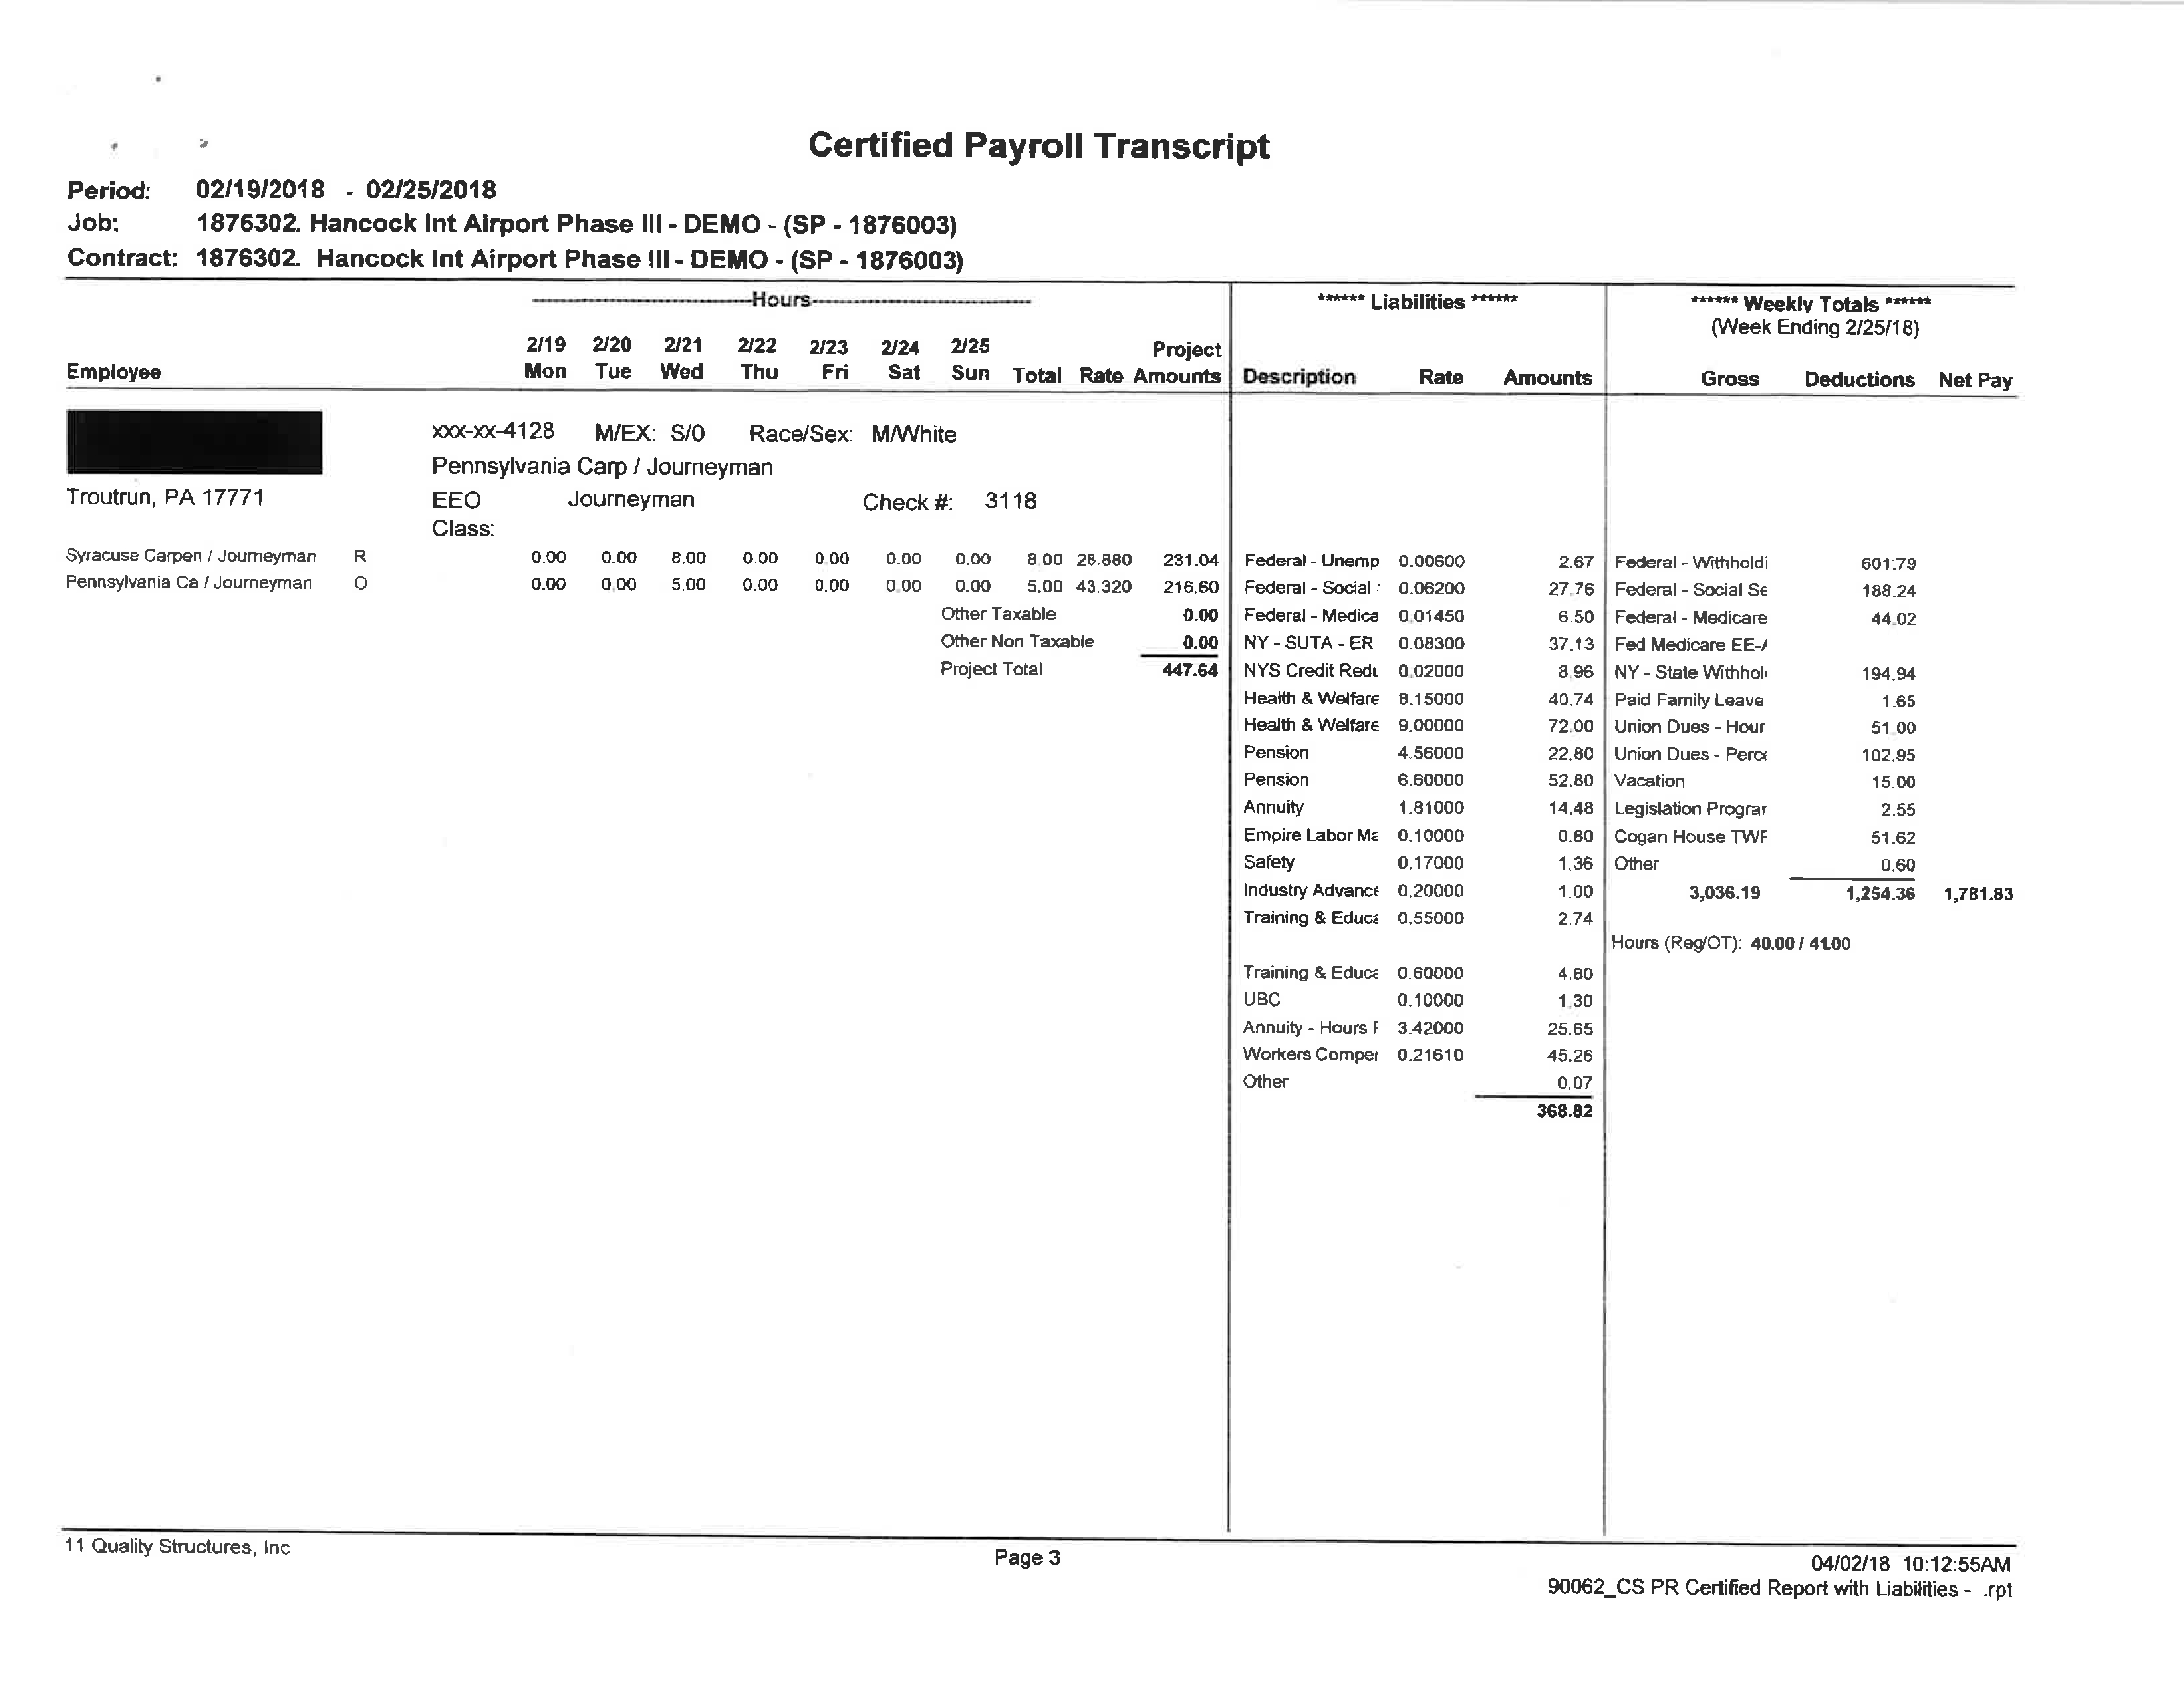 Certified Payroll Transcript
Period: 02/19/2018 - 02/25/2018
Job: 1876302. Hancock Int Airport Phase III - DEMO - (SP - 1876003)
Contract: 1876302. Hancock Int Airport Phase III - DEMO - (SP - 1876003)
---Hours--- ****** Liabilities ****** ****** Weekly Totals ******
(Week Ending 2/25/18)
2/19 2/20 2/21 2/22 2/23 2/24 2/25 Project
Employee Mon Tue Wed Thu Fri Sat Sun Total Rate Amounts Description Rate Amounts Gross Deductions Net Pay
xxx-xx-4128 M/EX: S/0 Race/Sex: M/White
Pennsylvania Carp / Journeyman
Troutrun, PA 17771 EEO Journeyman Check #: 3118
Class:
Syracuse Carpen / Journeyman R 0.00 0.00 8.00 0.00 0.00 0.00 0.00 8.00 28.880 231.04 Federal - Unemp 0.00600 2.67 Federal - Withholdi 601.79
Pennsylvania Ca / Journeyman O 0.00 0.00 5.00 0.00 0.00 0.00 0.00 5.00 43.320 216.60 Federal - Social 0.06200 27.76 Federal - Social Se 188.24
Other Taxable 0.00 Federal - Medica 0.01450 6.50 Federal - Medicare 44.02
Other Non Taxable 0.00 NY - SUTA - ER 0.08300 37.13 Fed Medicare EE-
Project Total 447.64 NYS Credit Redu 0.02000 8.96 NY - State Withhol 194.94
Health & Welfare 8.15000 40.74 Paid Family Leave 1.65
Health & Welfare 9.00000 72.00 Union Dues - Hour 51.00
Pension 4.56000 22.80 Union Dues - Perce 102.95
Pension 6.60000 52.80 Vacation 15.00
Annuity 1.81000 14.48 Legislation Prograr 2.55
Empire Labor Ma 0.10000 0.80 Cogan House TWF 51.62
Safety 0.17000 1.36 Other 0.60
Industry Advance 0.20000 1.00 3,036.19 1,254.36 1,781.83
Training & Educa 0.55000 2.74
Hours (Reg/OT): 40.00 / 41.00
Training & Educa 0.60000 4.80
UBC 0.10000 1.30
Annuity - Hours F 3.42000 25.65
Workers Compe 0.21610 45.26
Other 0.07
368.82
11 Quality Structures, Inc Page 3 04/02/18 10:12:55AM
90062_CS PR Certified Report with Liabilities - .rpt